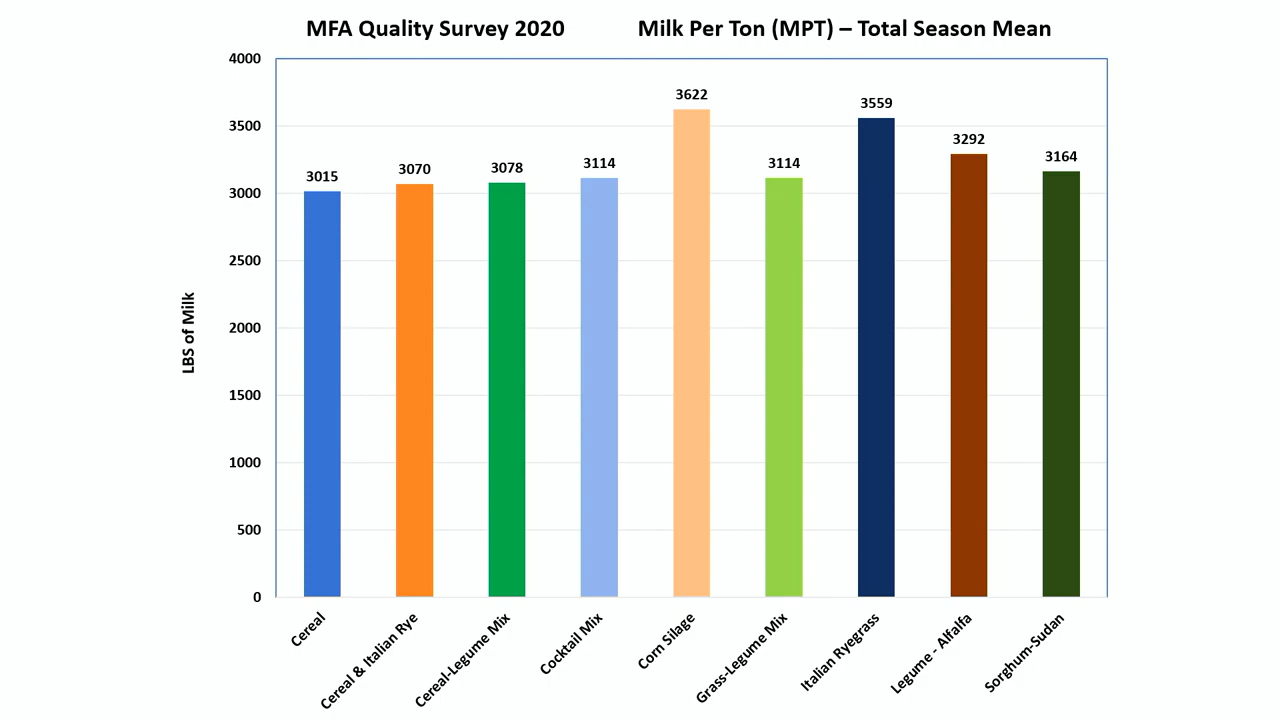 MFA Quality Survey 2020 Milk Per Ton (MPT) – Total Season Mean
4000
3500
3000
2500
2000
1500
1000
500
0
LBS of Milk
3015
3070
3078
3114
3622
3114
3559
3292
3164
Cereal
Cereal & Italian Rye
Cereal-Legume Mix
Cocktail Mix
Corn Silage
Grass-Legume Mix
Italian Ryegrass
Legume - Alfalfa
Sorghum-Sudan